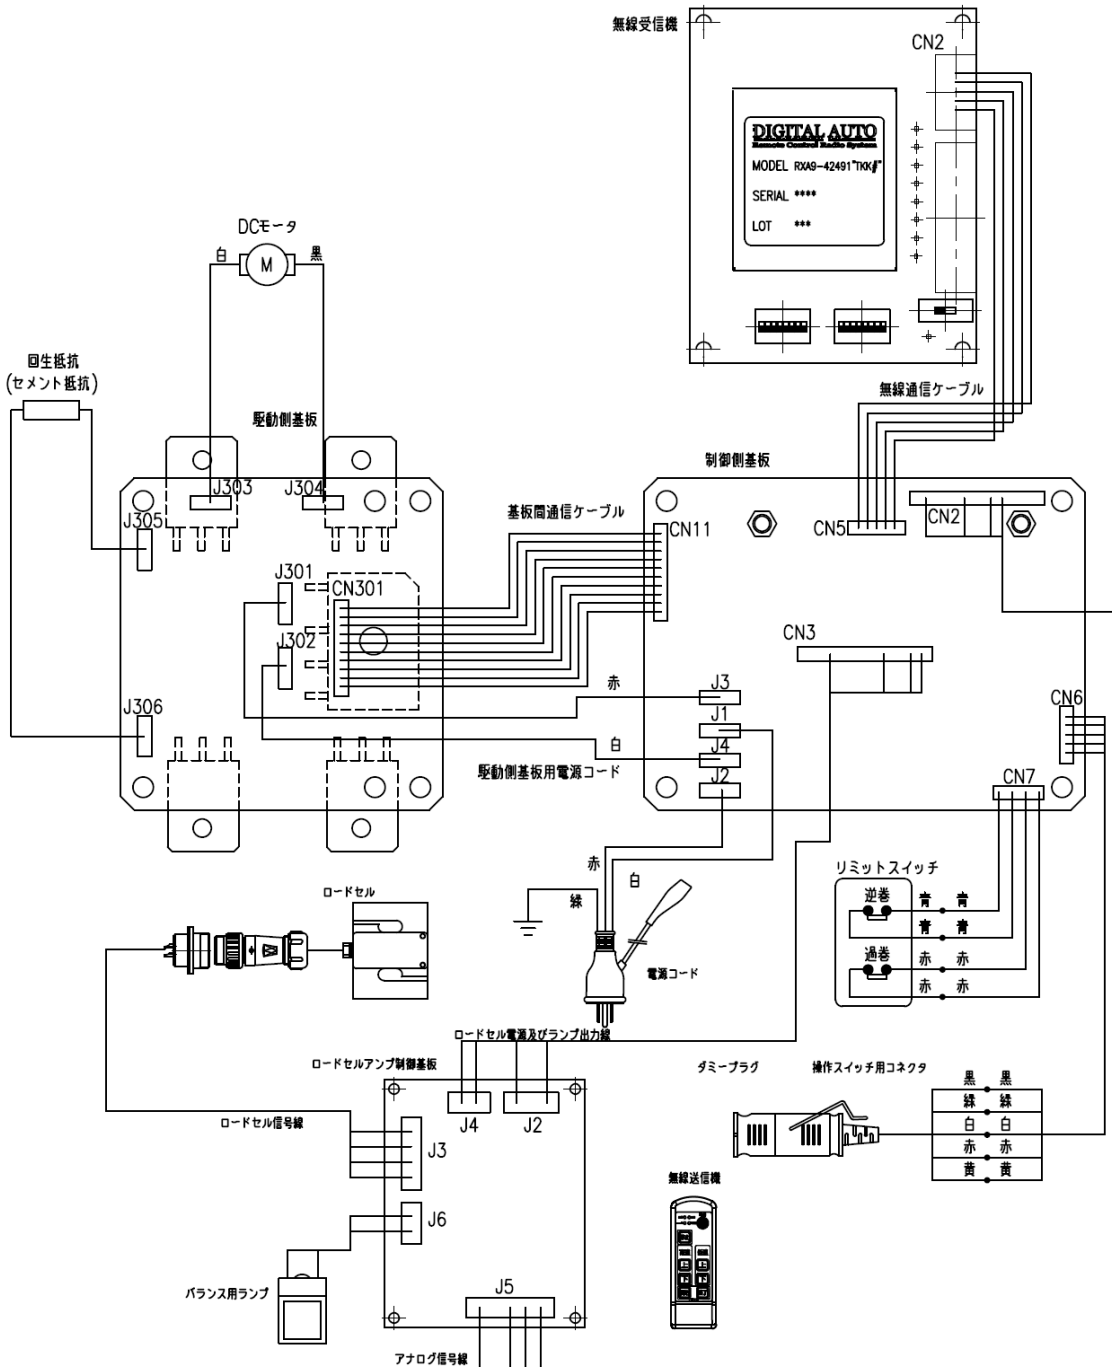 無線受信機
CN2
DIGITAL AUTO
Remote Control Radio System
MODEL RXA9-42491"TKK#"
SERIAL ****
LOT ***
DCモータ
白
黒
M
回生抵抗
(セメント抵抗)
駆動側基板
無線通信ケーブル
制御側基板
J303
J304
J305
基板間通信ケーブル
CN11
CN5
CN2
J301
CN301
J302
CN3
赤
J3
J306
J1
CN6
白
J4
駆動側基板用電源コード
J2
CN7
リミットスイッチ
赤
白
逆巻
青
青
緑
青
青
ロードセル
過巻
赤
赤
電源コード
赤
赤
ロードセル電源及びランプ出力線
ロードセルアンプ制御基板
ダミープラグ
操作スイッチ用コネクタ
黒
黒
緑
緑
ロードセル信号線
J4
J2
白
白
J3
赤
赤
黄
黄
無線送信機
J6
バランス用ランプ
J5
アナログ信号線